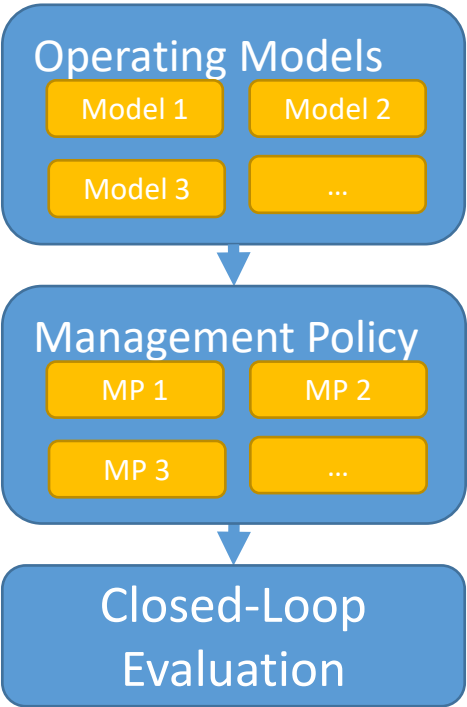 Operating Models
Model 1
Model 2
Model 3
...
Management Policy
MP 1
MP 2
MP 3
...
Closed-Loop
Evaluation